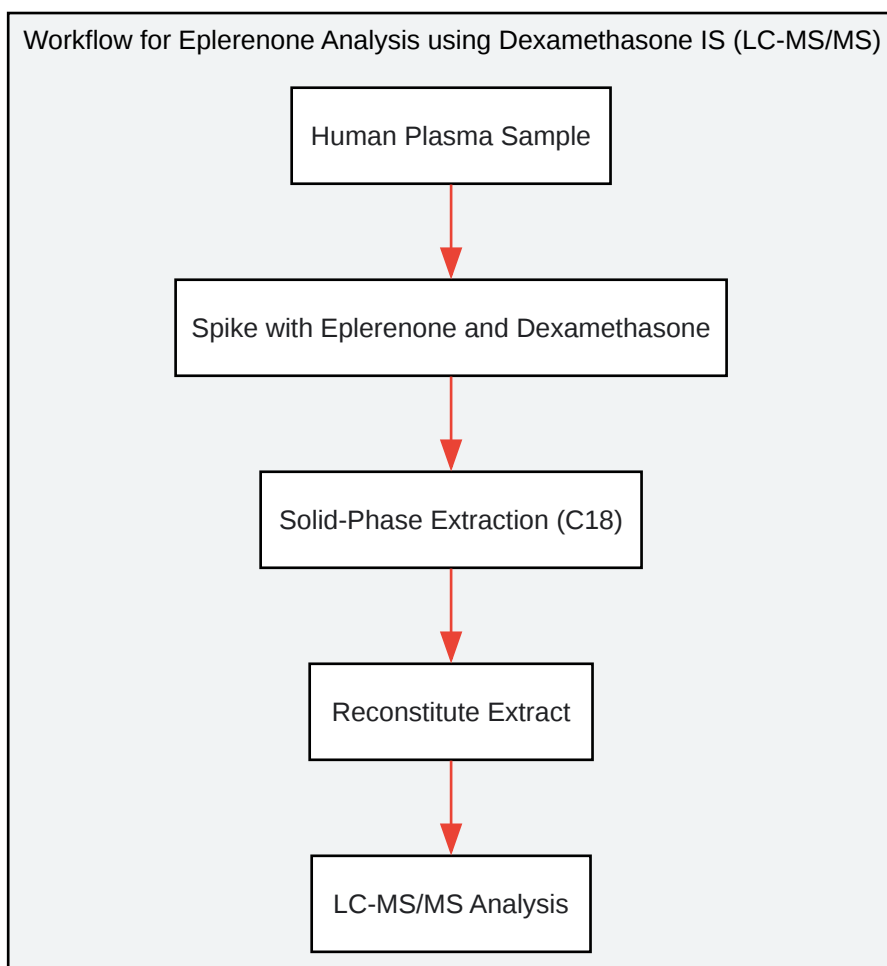 Workflow for Eplerenone Analysis using Dexamethasone IS (LC-MS/MS)
Human Plasma Sample
Spike with Eplerenone and Dexamethasone
Solid-Phase Extraction (C18)
Reconstitute Extract
LC-MS/MS Analysis